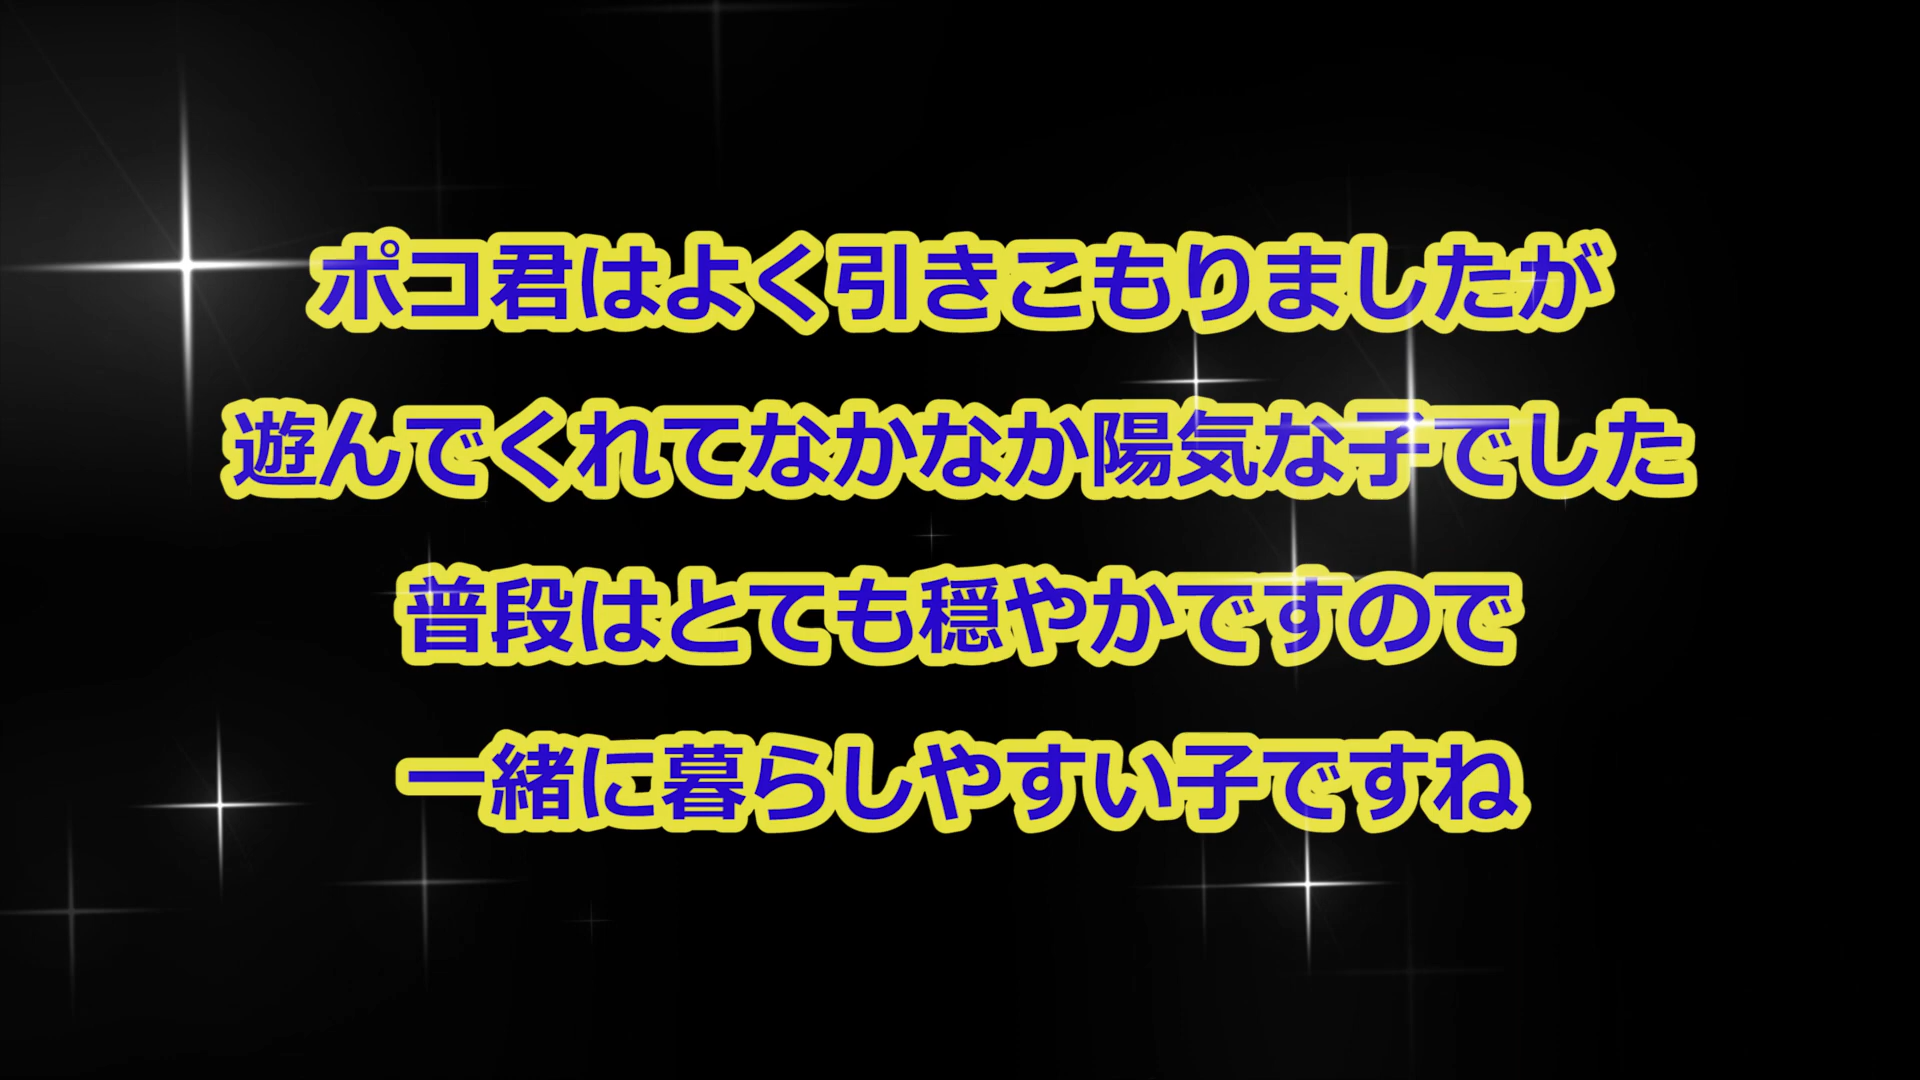 ポコ君はよく引きこもりましたが
遊んでくれてなかなか陽気な子でした
普段はとても穏やかですので
一緒に暮らしやすい子ですね